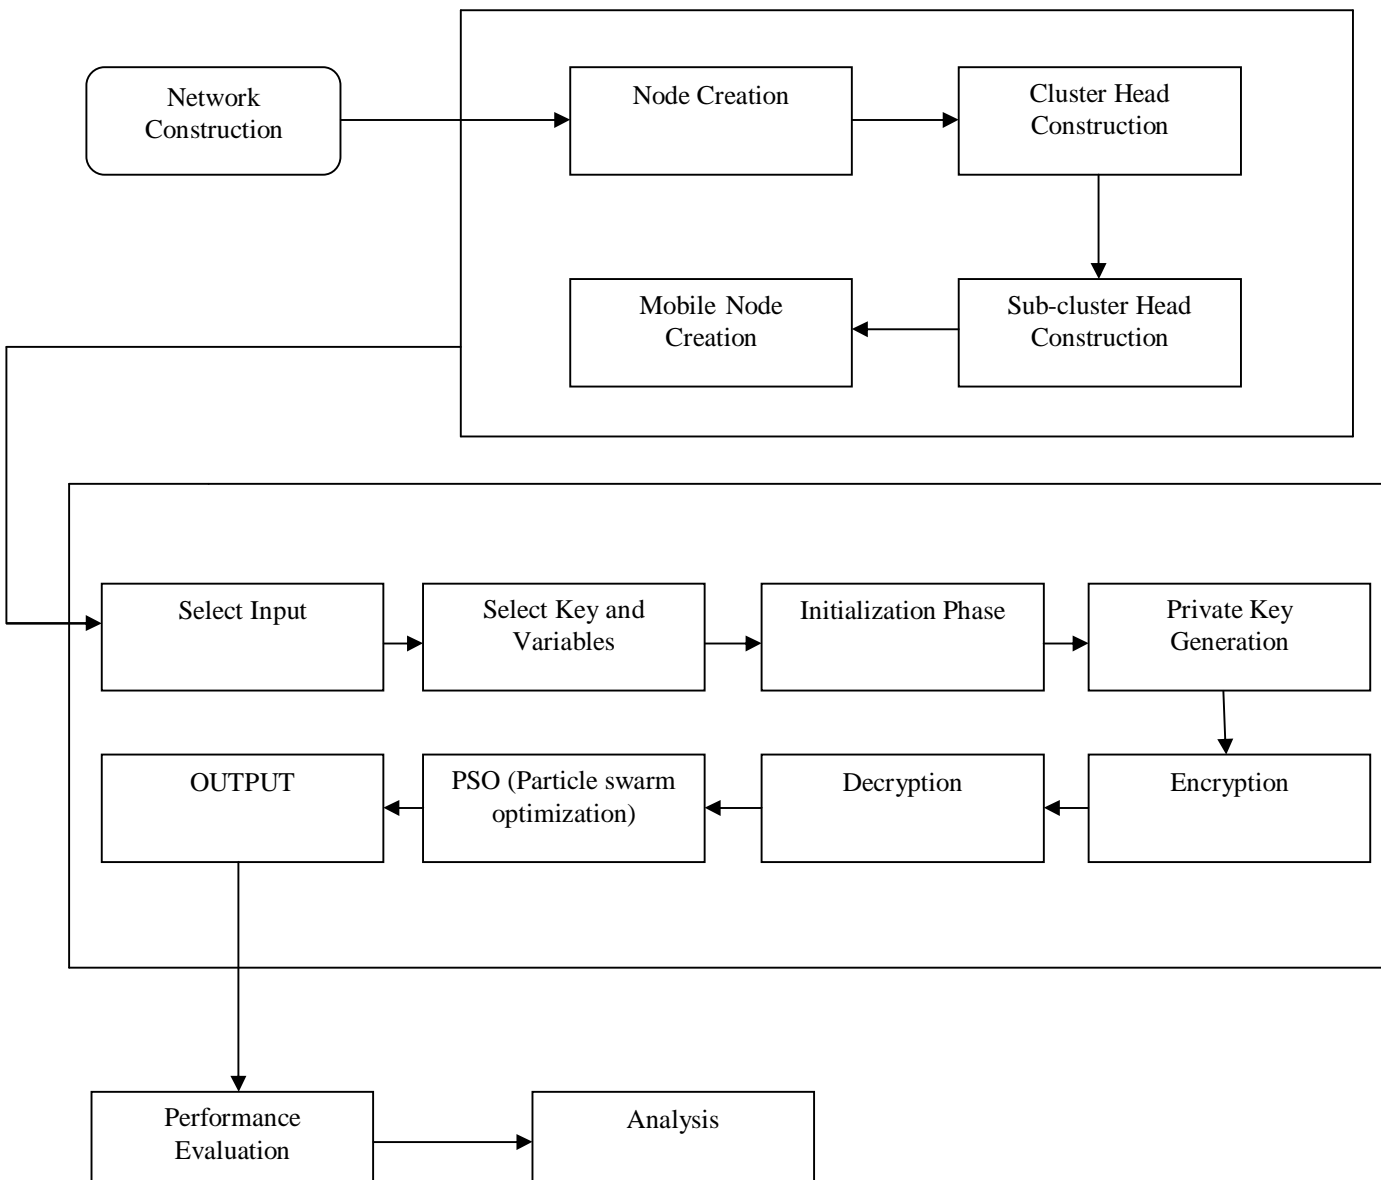 Network
Construction
Node Creation
Cluster Head
Construction
Mobile Node
Creation
Sub-cluster Head
Construction
Select Input
Select Key and
Variables
Initialization Phase
Private Key
Generation
OUTPUT
PSO (Particle swarm
optimization)
Decryption
Encryption
Performance
Evaluation
Analysis